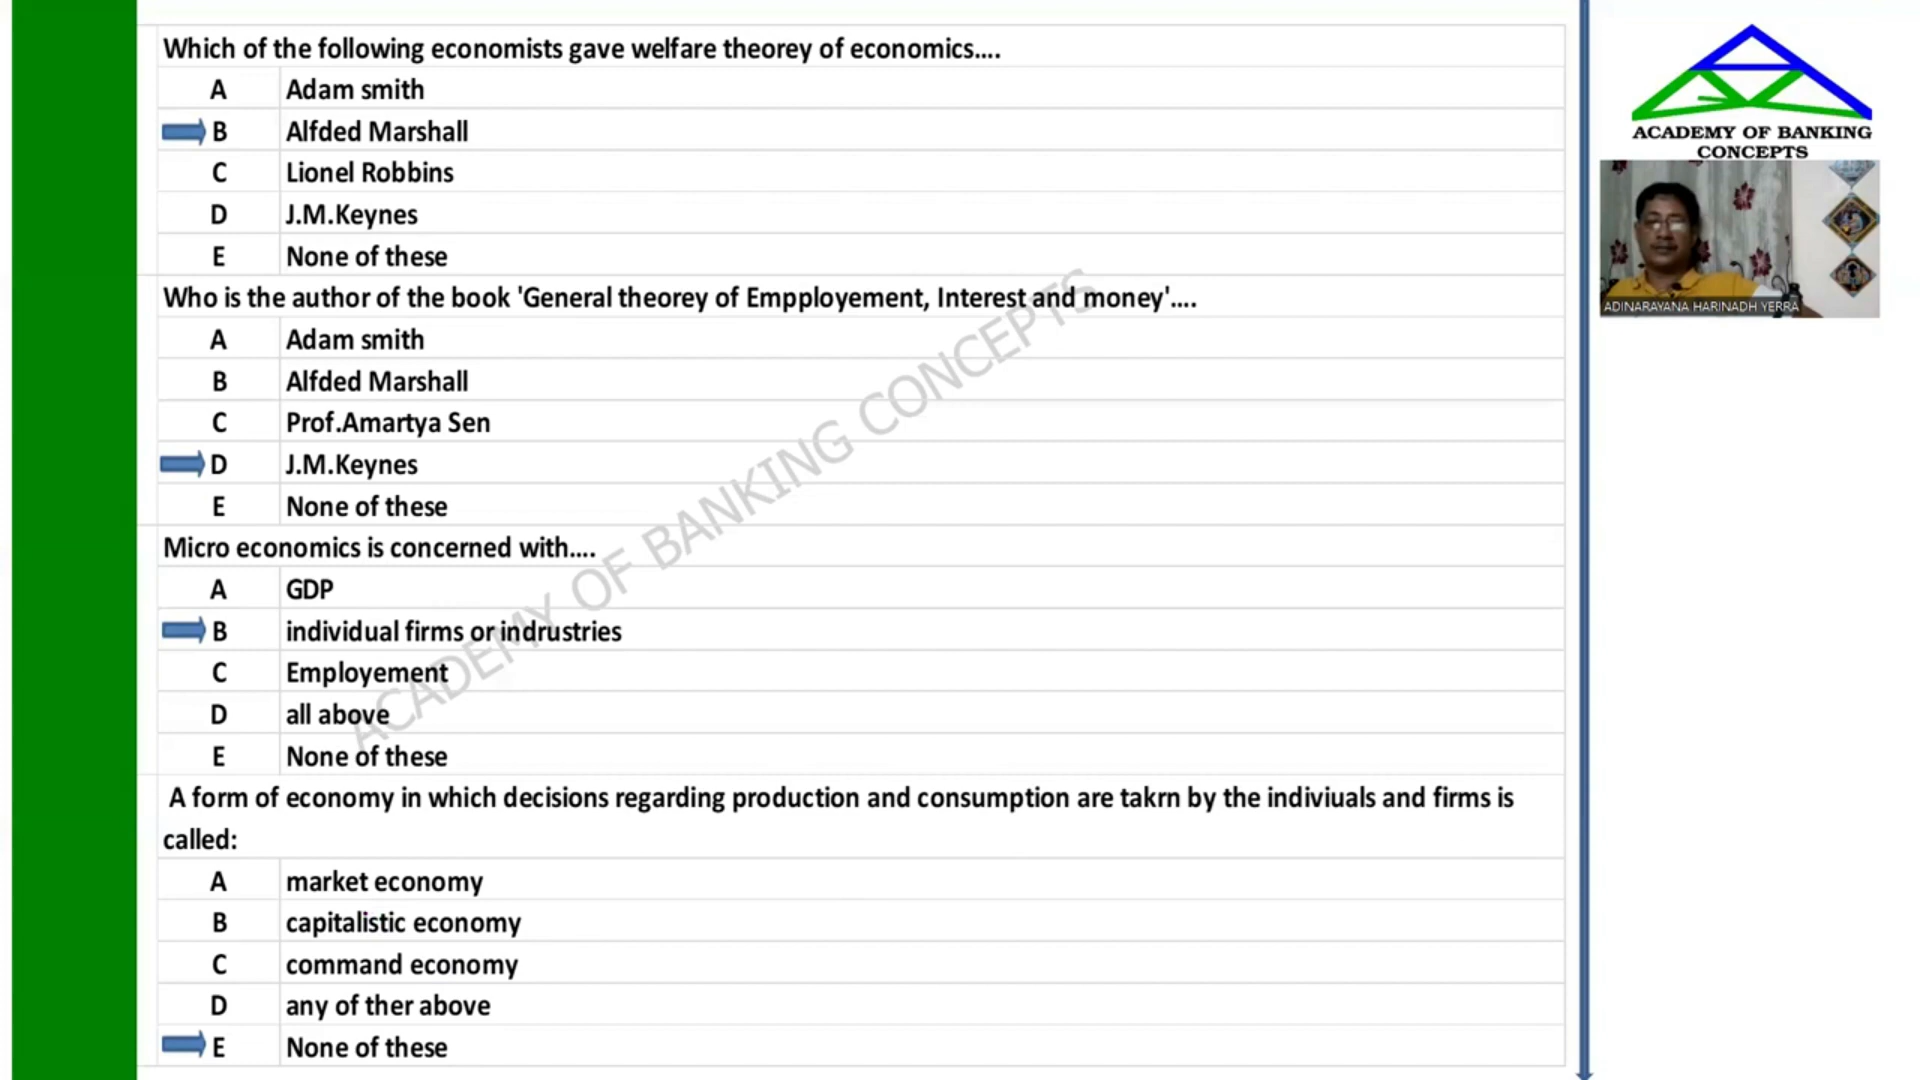 Which of the following economists gave welfare theorey of economics....
A Adam smith
B Alfded Marshall
C Lionel Robbins
D J.M.Keynes
E None of these
Who is the author of the book 'General theorey of Empployement, Interest and money'....
A Adam smith
B Alfded Marshall
C Prof.Amartya Sen
D J.M.Keynes
E None of these
Micro economics is concerned with....
A GDP
B individual firms or indrustries
C Employement
D all above
E None of these
A form of economy in which decisions regarding production and consumption are takrn by the indiviuals and firms is
called:
A market economy
B capitalistic economy
C command economy
D any of ther above
E None of these
ACADEMY OF BANKING CONCEPTS
ACADEMY OF BANKING
CONCEPTS
ADINARAYANA HARINADH YERRA